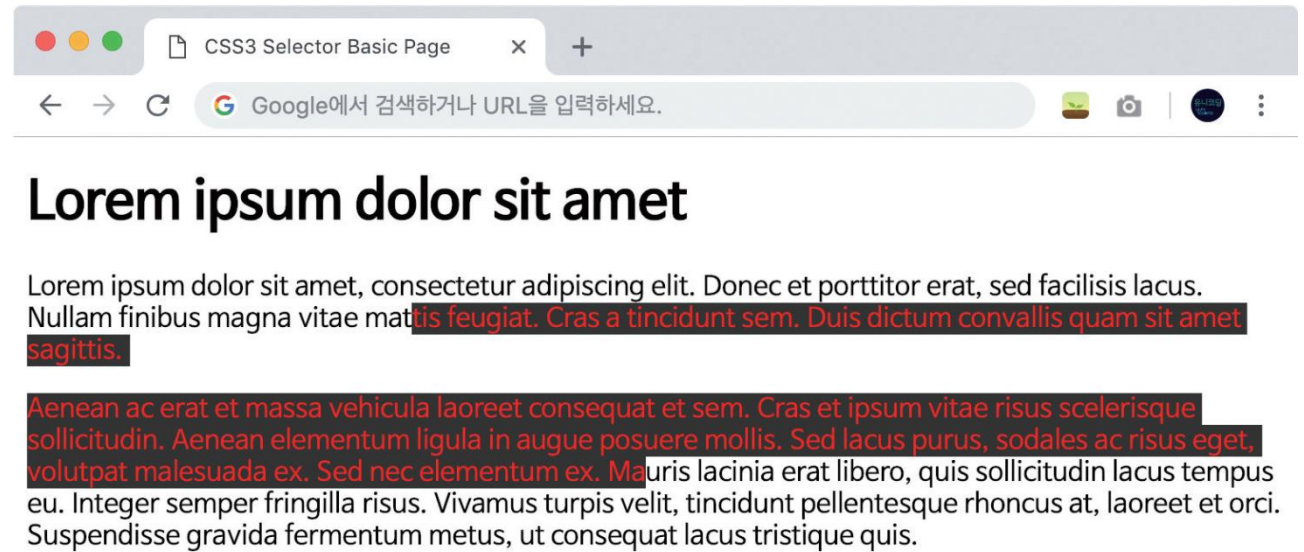 CSS3 Selector Basic Page
Google에서 검색하거나 URL을 입력하세요.
Lorem ipsum dolor sit amet
Lorem ipsum dolor sit amet, consectetur adipiscing elit. Donec et porttitor erat, sed facilisis lacus.
Nullam finibus magna vitae mattis feugiat. Cras a tincidunt sem. Duis dictum convallis quam sit amet
sagittis.
Aenean ac erat et massa vehicula laoreet consequat et sem. Cras et ipsum vitae risus scelerisque
sollicitudin. Aenean elementum ligula in augue posuere mollis. Sed lacus purus, sodales ac risus eget,
volutpat malesuada ex. Sed nec elementum ex. Mauris lacinia erat libero, quis sollicitudin lacus tempus
eu. Integer semper fringilla risus. Vivamus turpis velit, tincidunt pellentesque rhoncus at, laoreet et orci.
Suspendisse gravida fermentum metus, ut consequat lacus tristique quis.